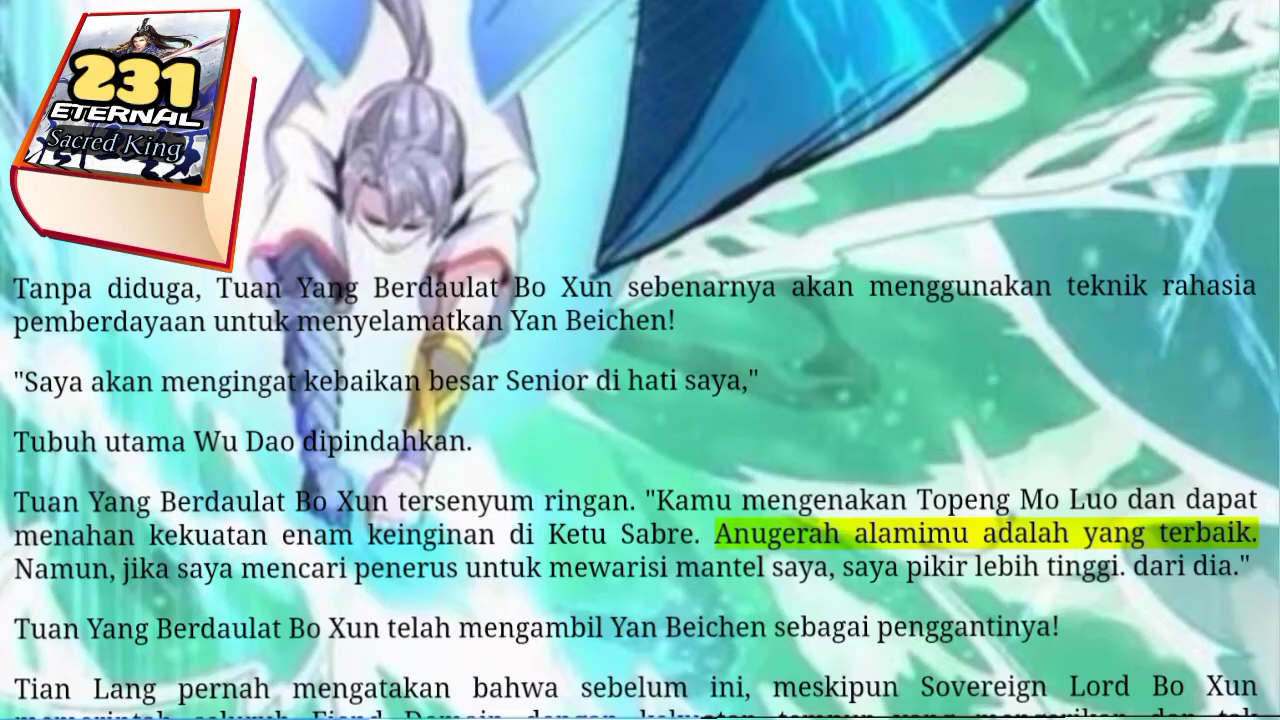 231
ETERNAL
Sacred King
Tanpa diduga, Tuan Yang Berdaulat Bo Xun sebenarnya akan menggunakan teknik rahasia
pemberdayaan untuk menyelamatkan Yan Beichen!
"Saya akan mengingat kebaikan besar Senior di hati saya,"
Tubuh utama Wu Dao dipindahkan.
Tuan Yang Berdaulat Bo Xun tersenyum ringan. "Kamu mengenakan Topeng Mo Luo dan dapat
menahan kekuatan enam keinginan di Ketu Sabre. Anugerah alamimu adalah yang terbaik.
Namun, jika saya mencari penerus untuk mewarisi mantel saya, saya pikir lebih tinggi. dari dia."
Tuan Yang Berdaulat Bo Xun telah mengambil Yan Beichen sebagai penggantinya!
Tian Lang pernah mengatakan bahwa sebelum ini, meskipun Sovereign Lord Bo Xun